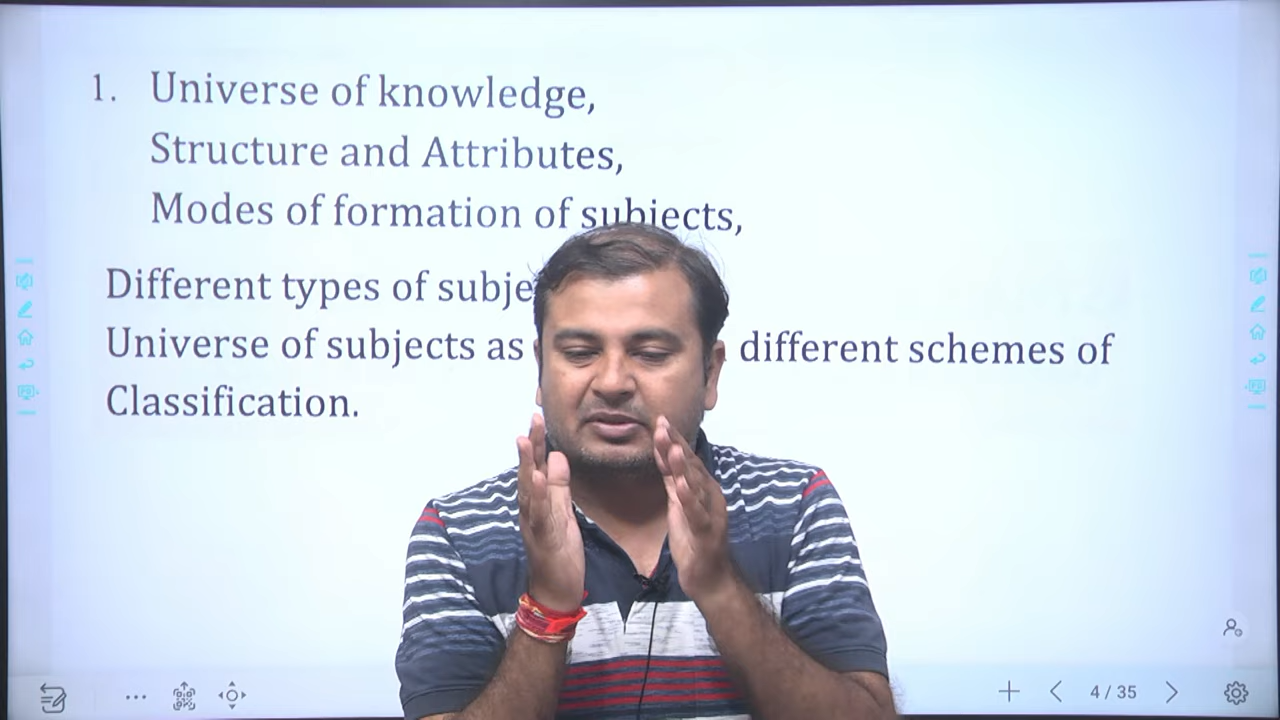 1. Universe of knowledge,
Structure and Attributes,
Modes of formation of subjects,
Different types of
Universe of subjects as different schemes of
Classification.
4 / 35